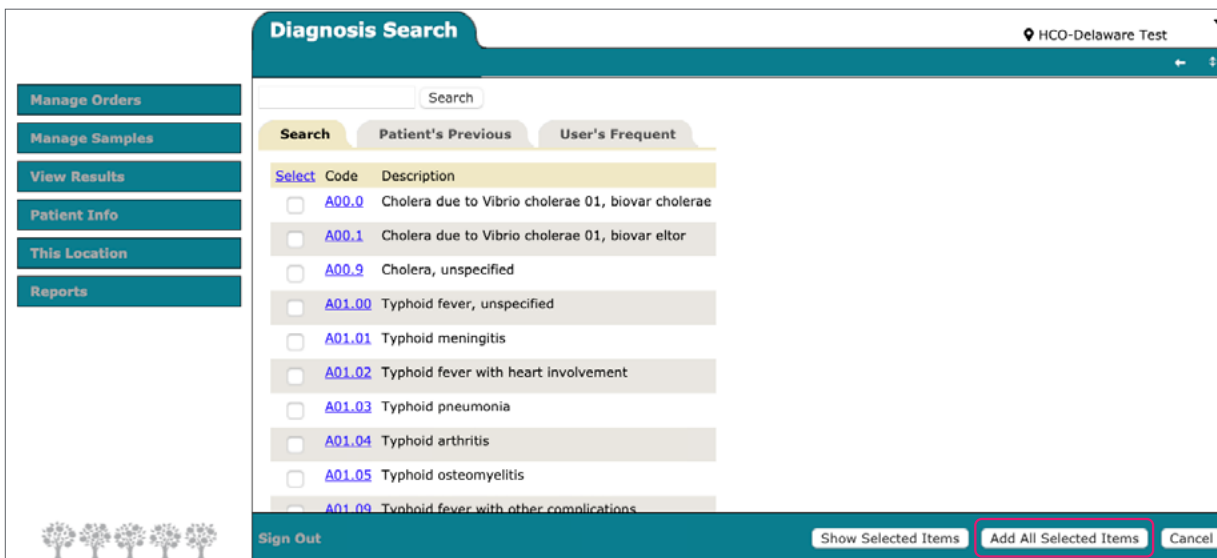 Diagnosis Search
HCO-Delaware Test
Manage Orders
Manage Samples
View Results
Patient Info
This Location
Reports
Search
Search Patient's Previous User's Frequent
Select Code Description
A00.0 Cholera due to Vibrio cholerae 01, biovar cholerae
A00.1 Cholera due to Vibrio cholerae 01, biovar eltor
A00.9 Cholera, unspecified
A01.00 Typhoid fever, unspecified
A01.01 Typhoid meningitis
A01.02 Typhoid fever with heart involvement
A01.03 Typhoid pneumonia
A01.04 Typhoid arthritis
A01.05 Typhoid osteomyelitis
A01.09 Typhoid fever with other complications
Sign Out Show Selected Items Add All Selected Items Cancel